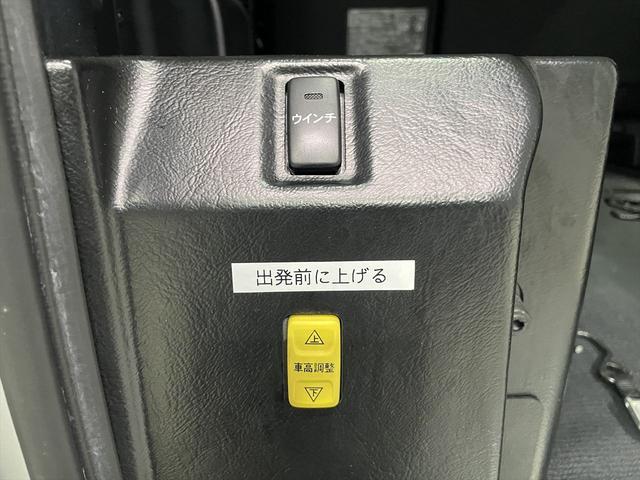 ウインチ
出発前に上げる
上
車高調整
下